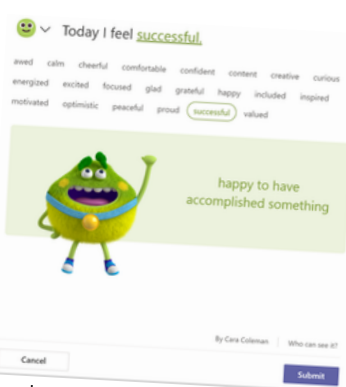 Today I feel successful.
awed calm cheerful comfortable confident content creative curious
energized excited focused glad grateful happy included inspired
motivated optimistic peaceful proud successful valued
happy to have
accomplished something
By Cara Coleman | Who can see it?
Cancel
Submit